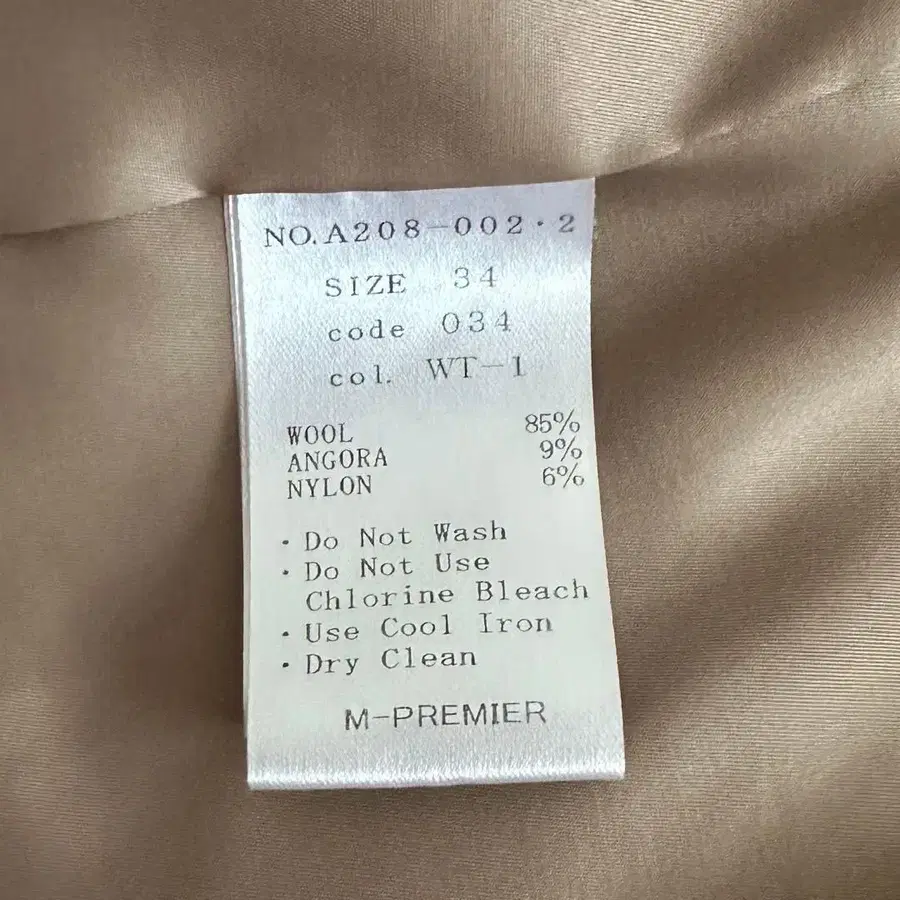 NO.A208-002・2
SIZE 34
code 034
col. WT-1
WOOL 85%
ANGORA 9%
NYLON 6%
・Do Not Wash
・Do Not Use
Chlorine Bleach
・Use Cool Iron
・Dry Clean
M-PREMIER